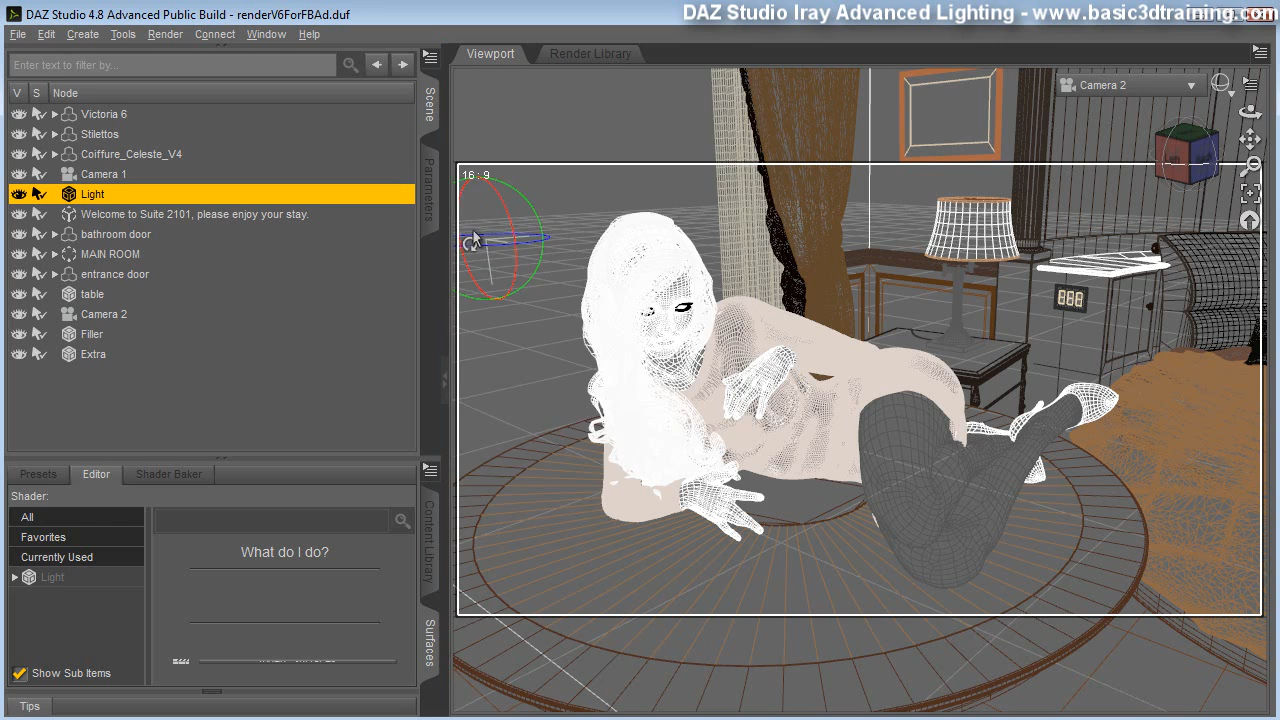 DAZ Studio 4.8 Advanced Public Build - renderV6ForFBAd.duf
DAZ Studio Iray Advanced Lighting - www.basic3dtraining.com
File Edit Create Tools Render Connect Window Help
Viewport Render Library
Enter text to filter by...
Camera 2
V S Node
Scene
Victoria 6
Stilettos
Coiffure_Celeste_V4
Parameters
Camera 1
16 : 9
Light
Welcome to Suite 2101, please enjoy your stay.
bathroom door
MAIN ROOM
entrance door
table
Camera 2
Filler
Extra
Presets Editor Shader Baker
Shader:
All
Favorites
Currently Used
Light
What do I do?
Content Library
Surfaces
Show Sub Items
Tips